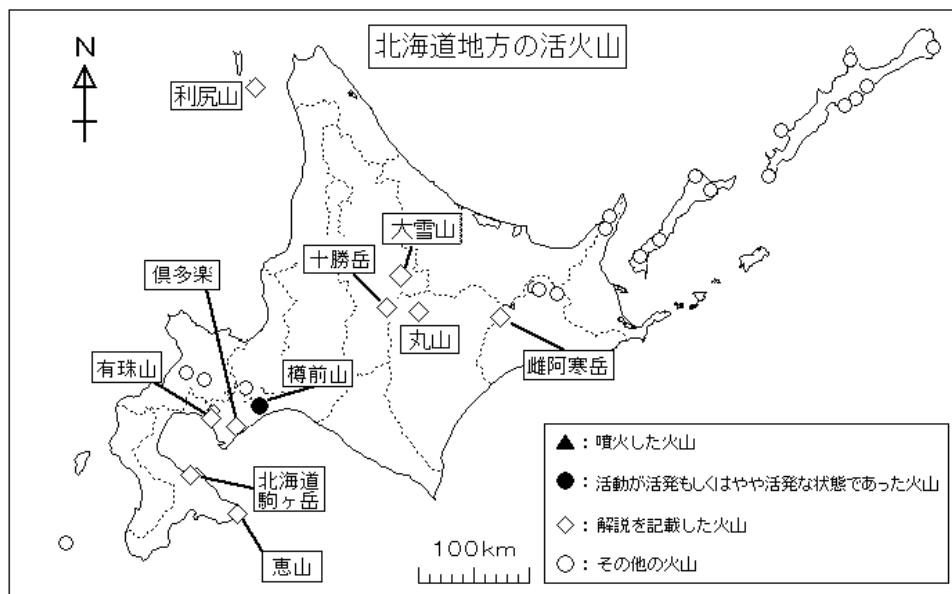 北海道地方の活火山
N
利尻山
大雪山
十勝岳
倶多楽
丸山
有珠山
樽前山
雌阿寒岳
北海道
駒ヶ岳
恵山
100km
▲：噴火した火山
●：活動が活発もしくはやや活発な状態であった火山
◇：解説を記載した火山
○：その他の火山